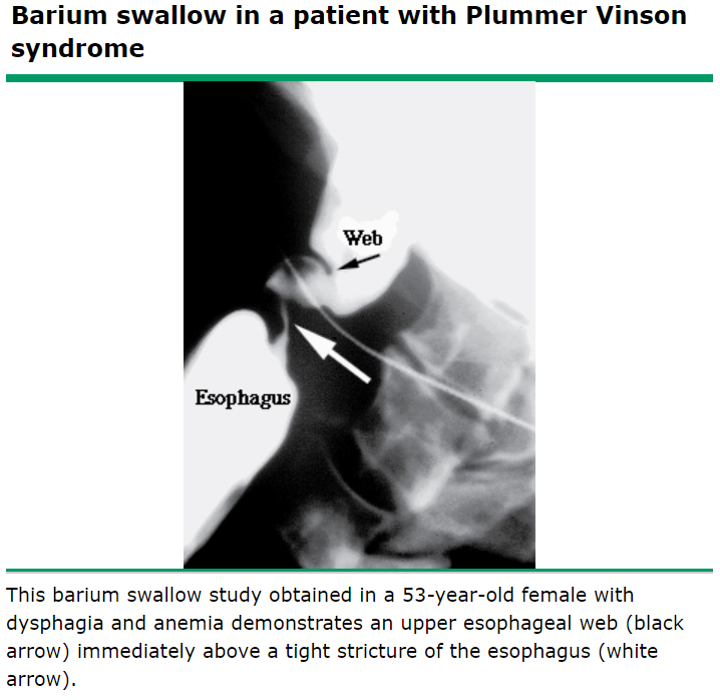 Barium swallow in a patient with Plummer Vinson
syndrome
Web
Esophagus
This barium swallow study obtained in a 53-year-old female with
dysphagia and anemia demonstrates an upper esophageal web (black
arrow) immediately above a tight stricture of the esophagus (white
arrow).